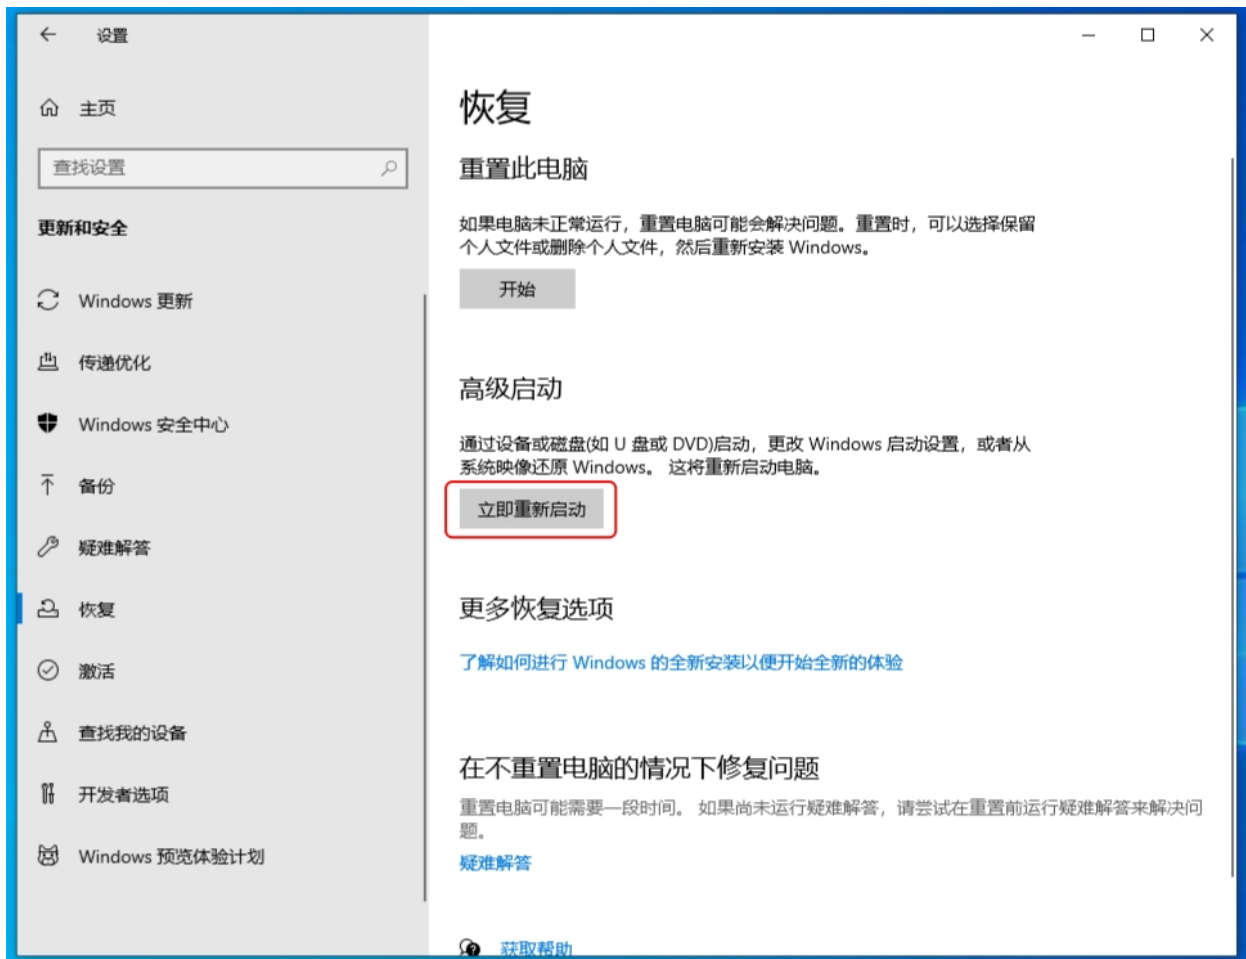 设置
主页
查找设置
更新和安全
Windows 更新
传递优化
Windows 安全中心
备份
疑难解答
恢复
激活
查找我的设备
开发者选项
Windows 预览体验计划
恢复
重置此电脑
如果电脑未正常运行，重置电脑可能会解决问题。重置时，可以选择保留
个人文件或删除个人文件，然后重新安装 Windows。
开始
高级启动
通过设备或磁盘(如 U 盘或 DVD)启动，更改 Windows 启动设置，或者从
系统映像还原 Windows。 这将重新启动电脑。
立即重新启动
更多恢复选项
了解如何进行 Windows 的全新安装以便开始全新的体验
在不重置电脑的情况下修复问题
重置电脑可能需要一段时间。 如果尚未运行疑难解答，请尝试在重置前运行疑难解答来解决问
题。
疑难解答
获取帮助